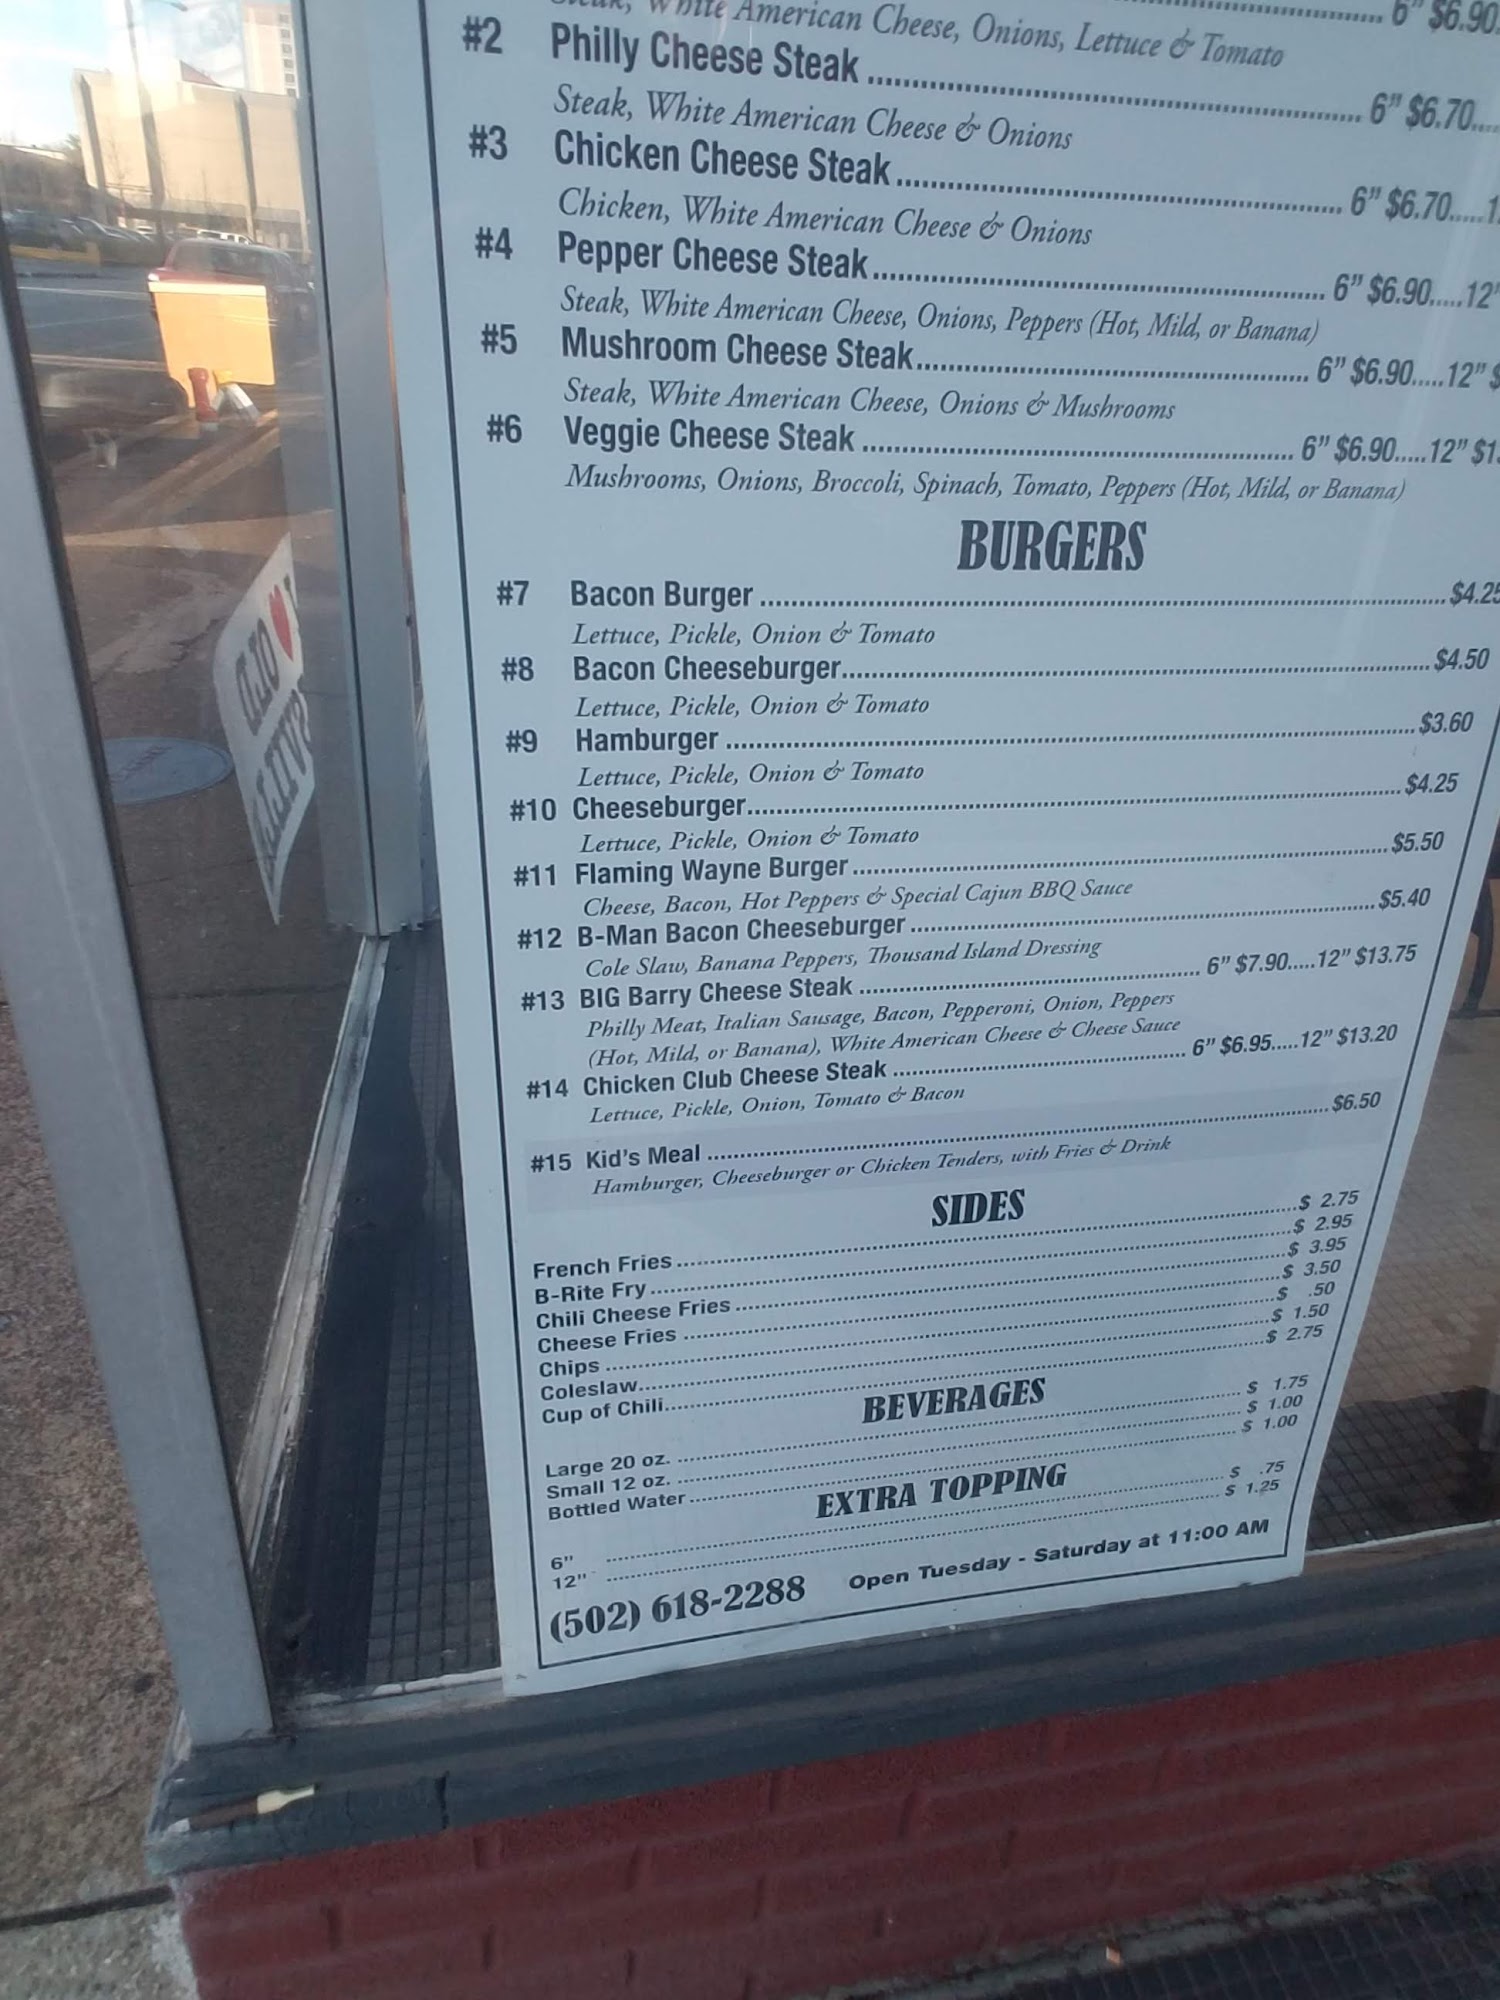 Steak, White American Cheese, Onions, Lettuce & Tomato
6" $6.90
#2 Philly Cheese Steak 6" $6.70
Steak, White American Cheese & Onions
#3 Chicken Cheese Steak 6" $6.70
Chicken, White American Cheese & Onions
#4 Pepper Cheese Steak 6" $6.90.....12"
Steak, White American Cheese, Onions, Peppers (Hot, Mild, or Banana)
#5 Mushroom Cheese Steak 6" $6.90.....12" $
Steak, White American Cheese, Onions & Mushrooms
#6 Veggie Cheese Steak 6" $6.90.....12" $1
Mushrooms, Onions, Broccoli, Spinach, Tomato, Peppers (Hot, Mild, or Banana)
BURGERS
#7 Bacon Burger $4.25
Lettuce, Pickle, Onion & Tomato
#8 Bacon Cheeseburger $4.50
Lettuce, Pickle, Onion & Tomato
#9 Hamburger $3.60
Lettuce, Pickle, Onion & Tomato
#10 Cheeseburger $4.25
Lettuce, Pickle, Onion & Tomato
#11 Flaming Wayne Burger $5.50
Cheese, Bacon, Hot Peppers & Special Cajun BBQ Sauce
#12 B-Man Bacon Cheeseburger $5.40
Cole Slaw, Banana Peppers, Thousand Island Dressing
#13 BIG Barry Cheese Steak 6" $7.90.....12" $13.75
Philly Meat, Italian Sausage, Bacon, Pepperoni, Onion, Peppers
(Hot, Mild, or Banana), White American Cheese & Cheese Sauce
#14 Chicken Club Cheese Steak 6" $6.95.....12" $13.20
Lettuce, Pickle, Onion, Tomato & Bacon
#15 Kid's Meal $6.50
Hamburger, Cheeseburger or Chicken Tenders, with Fries & Drink
SIDES
French Fries $ 2.75
B-Rite Fry $ 2.95
Chili Cheese Fries $ 3.95
Cheese Fries $ 3.50
Chips $ .50
Coleslaw $ 1.50
Cup of Chili $ 2.75
BEVERAGES
Large 20 oz. $ 1.75
Small 12 oz. $ 1.00
Bottled Water $ 1.00
EXTRA TOPPING
6" $ .75
12" $ 1.25
(502) 618-2288 Open Tuesday - Saturday at 11:00 AM